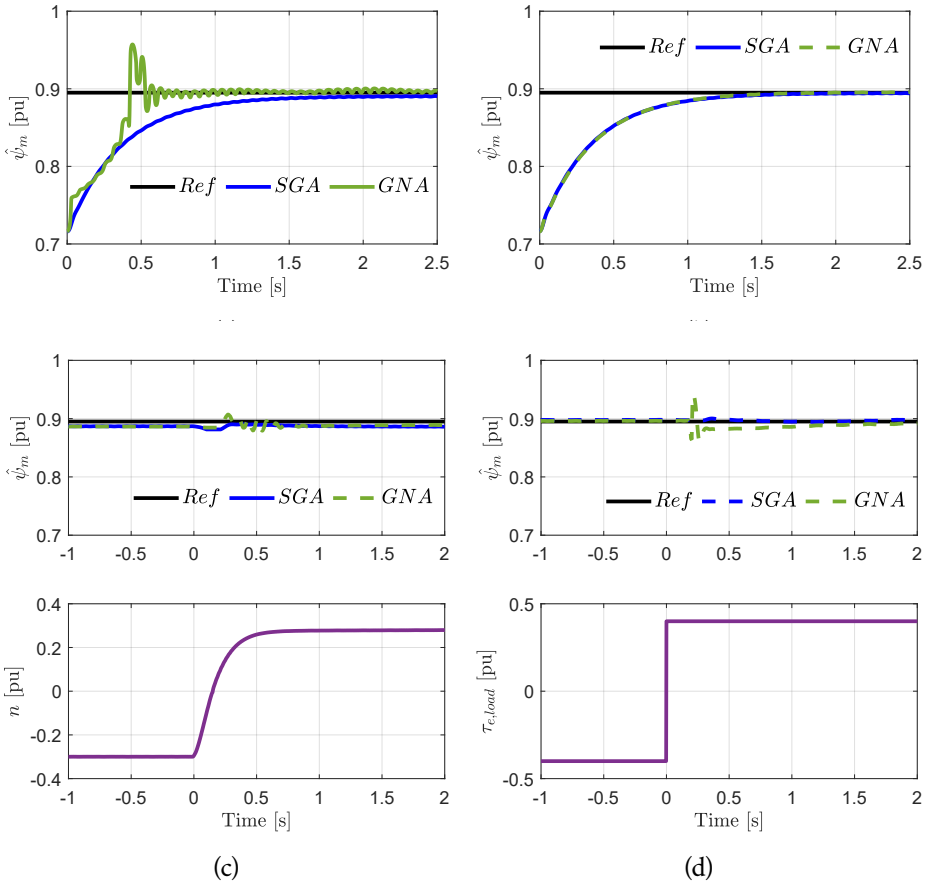 1
0.9
0.8
0.7
0 0.5 1 1.5 2 2.5
Time [s]
ψ̂_m [pu]
Ref SGA GNA
1
0.9
0.8
0.7
0 0.5 1 1.5 2 2.5
Time [s]
ψ̂_m [pu]
Ref SGA GNA
1
0.9
0.8
0.7
-1 -0.5 0 0.5 1 1.5 2
ψ̂_m [pu]
Ref SGA GNA
1
0.9
0.8
0.7
-1 -0.5 0 0.5 1 1.5 2
ψ̂_m [pu]
Ref SGA GNA
0.4
0.2
0
-0.2
-0.4
-1 -0.5 0 0.5 1 1.5 2
Time [s]
n [pu]
(c)
0.5
0
-0.5
-1 -0.5 0 0.5 1 1.5 2
Time [s]
τ_e,load [pu]
(d)